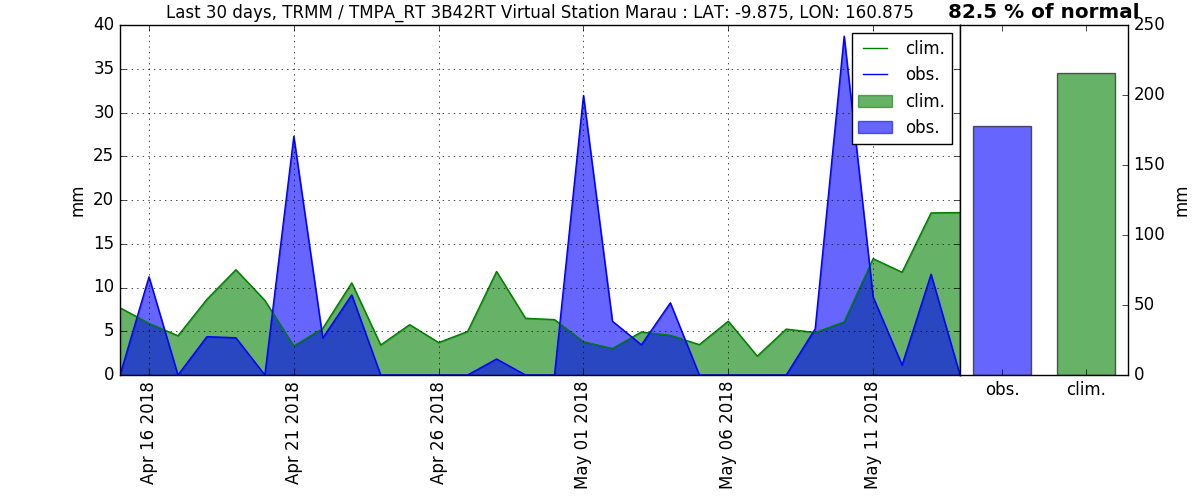 Last 30 days, TRMM / TMPA_RT 3B42RT Virtual Station Marau : LAT: -9.875, LON: 160.875
82.5 % of normal
mm
40
35
30
25
20
15
10
5
0
clim.
obs.
clim.
obs.
Apr 16 2018
Apr 21 2018
Apr 26 2018
May 01 2018
May 06 2018
May 11 2018
250
200
150
100
50
0
mm
obs.
clim.